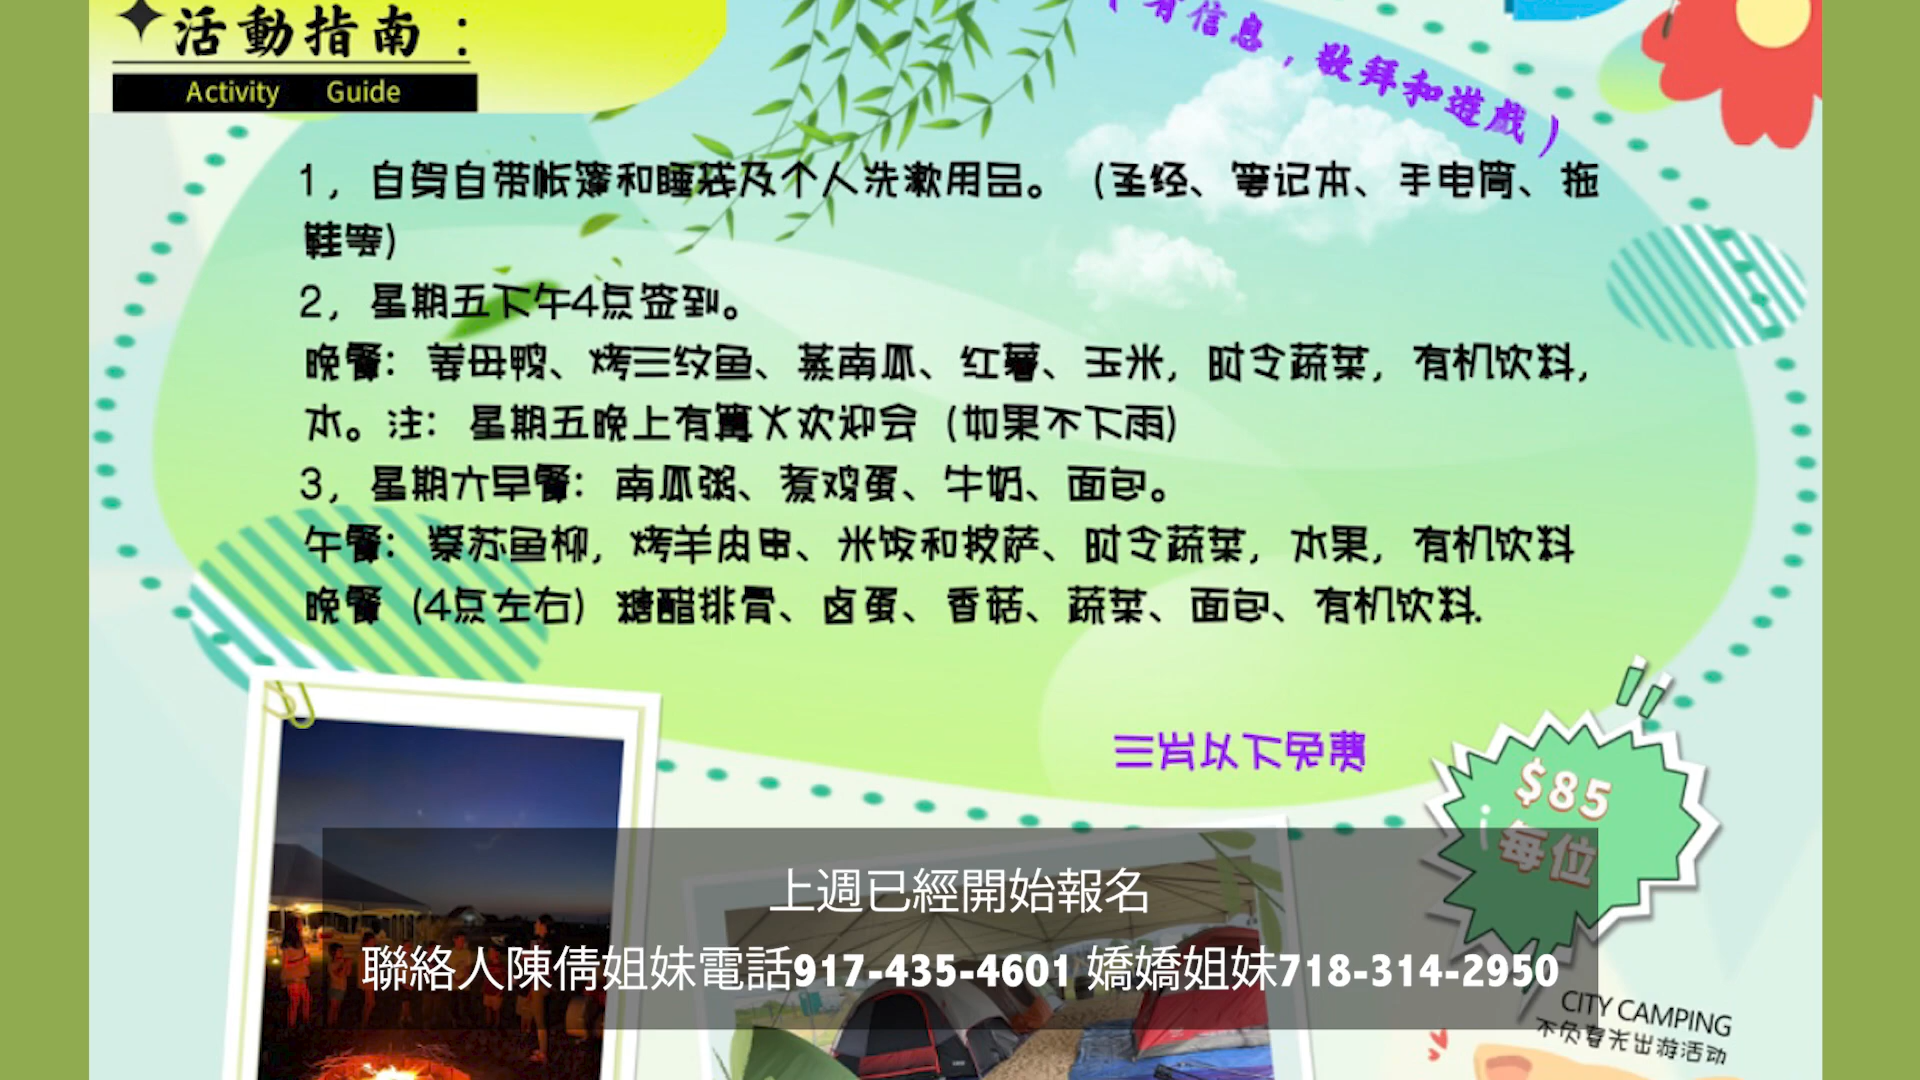 活動指南：
Activity Guide
有信息，敬拜和遊戲）
1，自驾自带帐篷和睡袋及个人洗漱用品。（圣经、笔记本、手电筒、拖
鞋等）
2，星期五下午4点签到。
晚餐：姜母鸭、烤三纹鱼、蒸南瓜、红薯、玉米，时令蔬菜，有机饮料，
水。注：星期五晚上有篝火欢迎会（如果不下雨）
3，星期六早餐：南瓜粥、煮鸡蛋、牛奶、面包。
午餐：紫苏鱼柳，烤羊肉串、米饭和披萨、时令蔬菜，水果，有机饮料
晚餐（4点左右）糖醋排骨、卤蛋、香菇、蔬菜、面包、有机饮料.
三岁以下免费
$85
每位
上週已經開始報名
聯絡人陳倩姐妹電話917-435-4601 嬌嬌姐妹718-314-2950
CITY CAMPING
不负春光出游活动